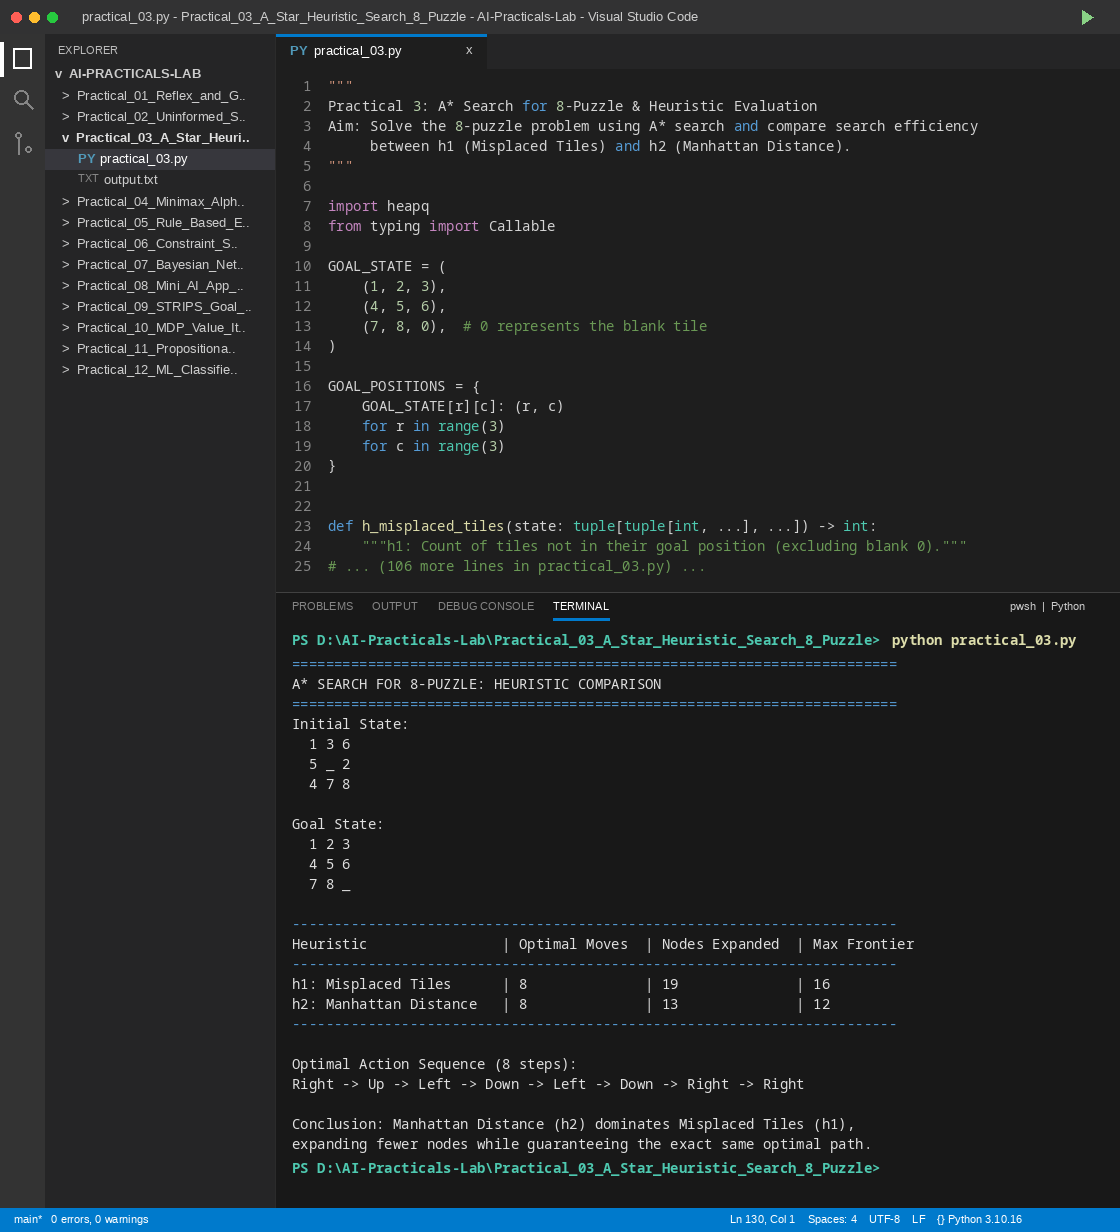 practical_03.py - Practical_03_A_Star_Heuristic_Search_8_Puzzle - AI-Practicals-Lab - Visual Studio Code
EXPLORER
v AI-PRACTICALS-LAB
> Practical_01_Reflex_and_G..
> Practical_02_Uninformed_S..
v Practical_03_A_Star_Heuri..
PY practical_03.py
TXT output.txt
> Practical_04_Minimax_Alph..
> Practical_05_Rule_Based_E..
> Practical_06_Constraint_S..
> Practical_07_Bayesian_Net..
> Practical_08_Mini_AI_App_..
> Practical_09_STRIPS_Goal_..
> Practical_10_MDP_Value_It..
> Practical_11_Propositiona..
> Practical_12_ML_Classifie..
PY practical_03.py x
1 """
2 Practical 3: A* Search for 8-Puzzle & Heuristic Evaluation
3 Aim: Solve the 8-puzzle problem using A* search and compare search efficiency
4      between h1 (Misplaced Tiles) and h2 (Manhattan Distance).
5 """
6
7 import heapq
8 from typing import Callable
9
10 GOAL_STATE = (
11     (1, 2, 3),
12     (4, 5, 6),
13     (7, 8, 0),  # 0 represents the blank tile
14 )
15
16 GOAL_POSITIONS = {
17     GOAL_STATE[r][c]: (r, c)
18     for r in range(3)
19     for c in range(3)
20 }
21
22
23 def h_misplaced_tiles(state: tuple[tuple[int, ...], ...]) -> int:
24     """h1: Count of tiles not in their goal position (excluding blank 0)."""
25 # ... (106 more lines in practical_03.py) ...
PROBLEMS OUTPUT DEBUG CONSOLE TERMINAL pwsh | Python
PS D:\AI-Practicals-Lab\Practical_03_A_Star_Heuristic_Search_8_Puzzle> python practical_03.py
========================================================================
A* SEARCH FOR 8-PUZZLE: HEURISTIC COMPARISON
========================================================================
Initial State:
  1 3 6
  5 _ 2
  4 7 8
Goal State:
  1 2 3
  4 5 6
  7 8 _
------------------------------------------------------------------------
Heuristic                | Optimal Moves  | Nodes Expanded  | Max Frontier
------------------------------------------------------------------------
h1: Misplaced Tiles      | 8              | 19              | 16
h2: Manhattan Distance   | 8              | 13              | 12
------------------------------------------------------------------------
Optimal Action Sequence (8 steps):
Right -> Up -> Left -> Down -> Left -> Down -> Right -> Right
Conclusion: Manhattan Distance (h2) dominates Misplaced Tiles (h1),
expanding fewer nodes while guaranteeing the exact same optimal path.
PS D:\AI-Practicals-Lab\Practical_03_A_Star_Heuristic_Search_8_Puzzle>
main* 0 errors, 0 warnings Ln 130, Col 1 Spaces: 4 UTF-8 LF {} Python 3.10.16